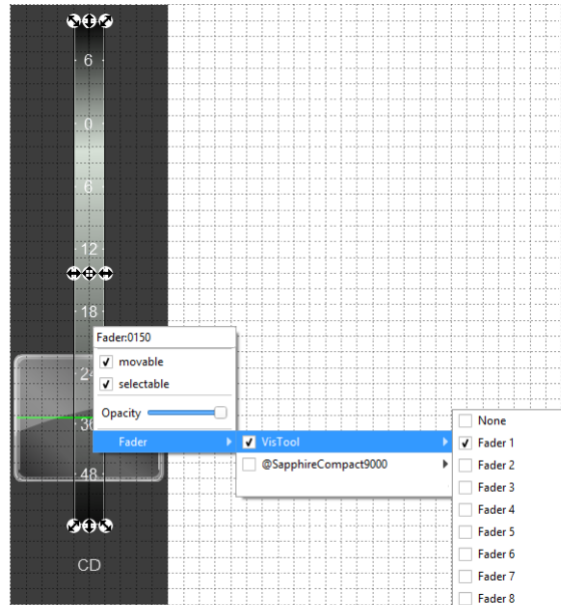 6
0
6
12
18
Fader:0150
movable
24
selectable
Opacity
36
Fader
VisTool
@SapphireCompact9000
None
Fader 1
Fader 2
Fader 3
Fader 4
Fader 5
Fader 6
Fader 7
Fader 8
48
CD